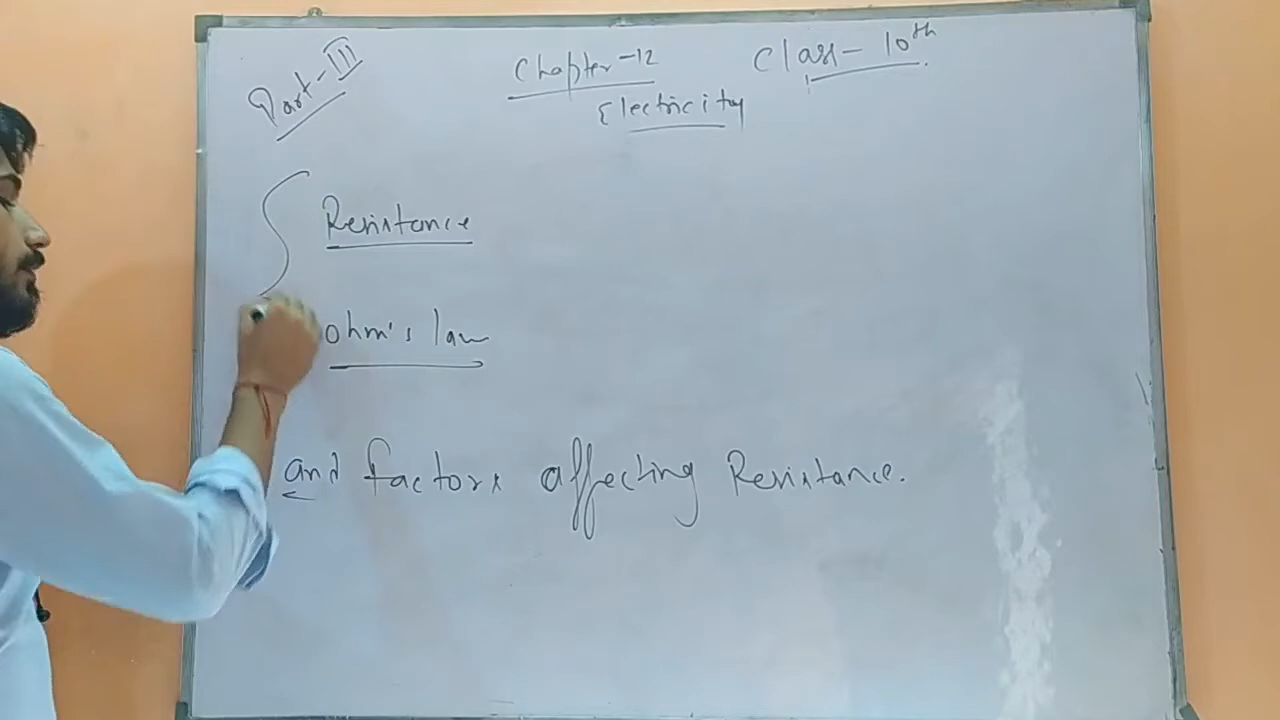 Part-III
Chapter-12
Class-10th
Electricity
Resistance
ohm's law
and factors affecting Resistance.